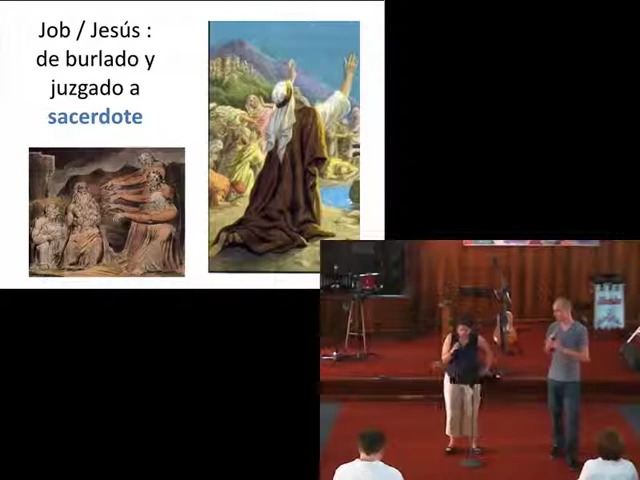 Job / Jesús :
de burlado y
juzgado a
sacerdote